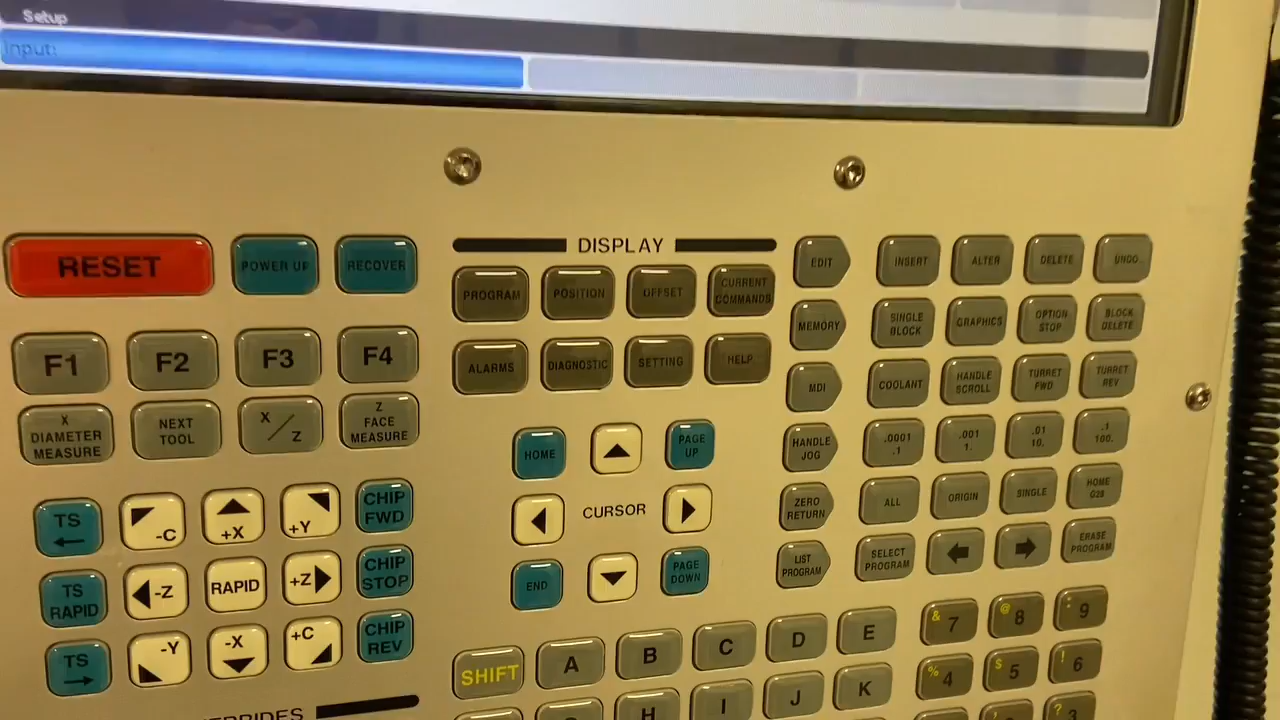 Setup
Input:
DISPLAY
RESET
POWER UP
RECOVER
PROGRAM
POSITION
OFFSET
CURRENT
COMMANDS
EDIT
INSERT
ALTER
DELETE
UNDO
F1
F2
F3
F4
ALARMS
DIAGNOSTIC
SETTING
HELP
MEMORY
SINGLE
BLOCK
GRAPHICS
OPTION
STOP
BLOCK
DELETE
X
DIAMETER
MEASURE
NEXT
TOOL
X/Z
Z
FACE
MEASURE
MDI
COOLANT
HANDLE
SCROLL
TURRET
FWD
TURRET
REV
HOME
PAGE
UP
HANDLE
JOG
.0001
.1
.001
1.
.01
10.
.1
100.
TS
-C
+X
+Y
CHIP
FWD
CURSOR
ZERO
RETURN
ALL
ORIGIN
SINGLE
HOME
G28
TS
RAPID
-Z
RAPID
+Z
CHIP
STOP
END
PAGE
DOWN
LIST
PROGRAM
SELECT
PROGRAM
ERASE
PROGRAM
TS
-Y
-X
+C
CHIP
REV
SHIFT
A
B
C
D
E
& 7
@ 8
: 9
H
I
J
K
% 4
$ 5
! 6
? 3